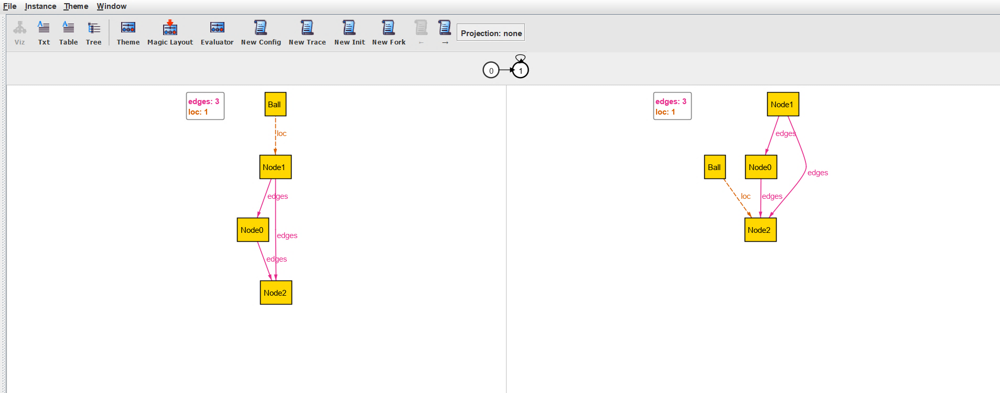 File Instance Theme Window
Viz Txt Table Tree Theme Magic Layout Evaluator New Config New Trace New Init New Fork ← → Projection: none
0 1
edges: 3
loc: 1
Ball
loc
Node1
edges
Node0
edges
edges
Node2
edges: 3
loc: 1
Node1
edges
Ball
Node0
edges
loc
edges
Node2